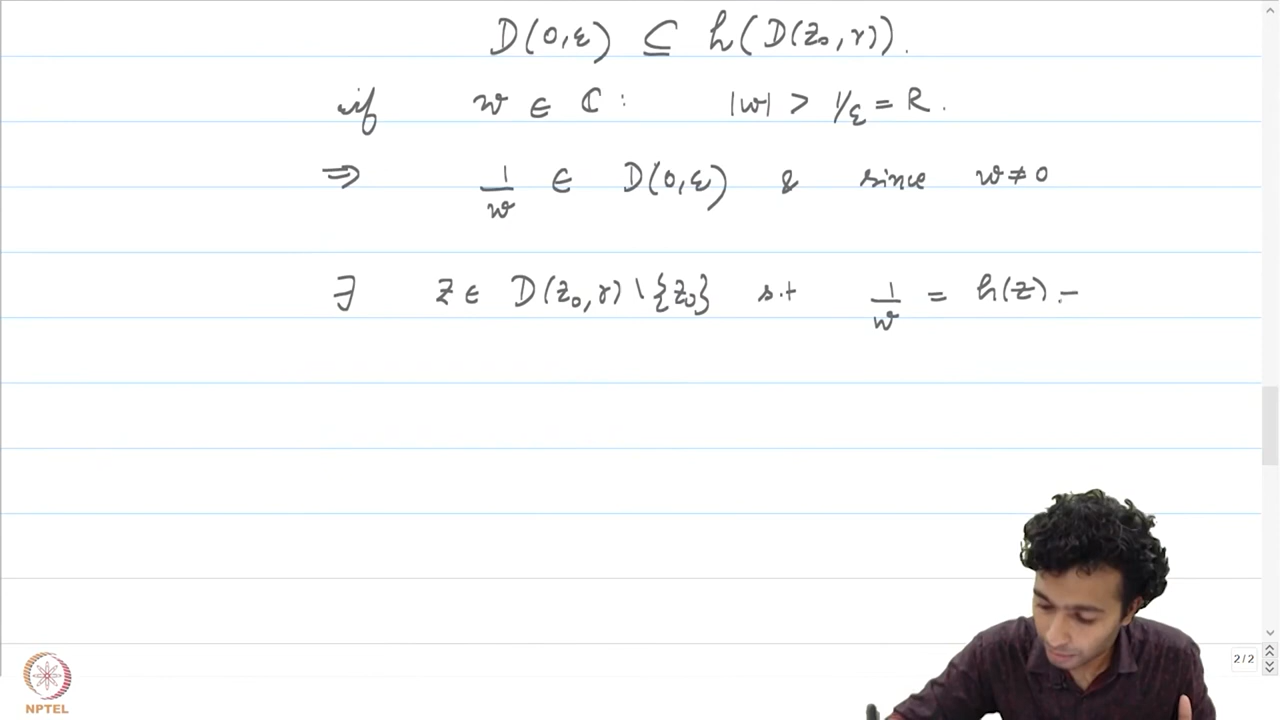 D(0,ε) ⊆ h(D(z₀,r)).
if w ∈ ℂ : |w| > 1/ε = R.
⇒ 1/w ∈ D(0,ε) & since w ≠ 0
∃ z ∈ D(z₀,r) \ {z₀} s.t 1/w = h(z).–
2/2
NPTEL